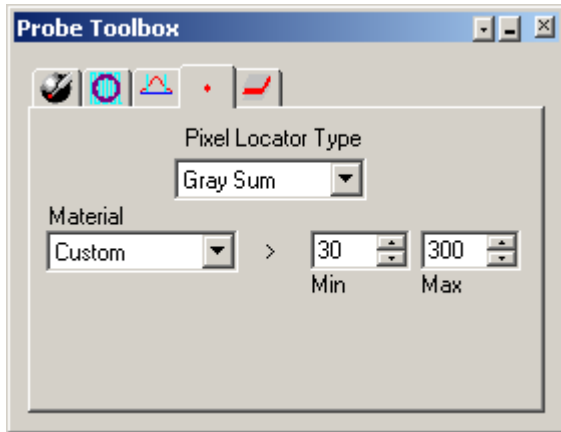 Probe Toolbox
Pixel Locator Type
Gray Sum
Material
Custom > 30 300
Min Max